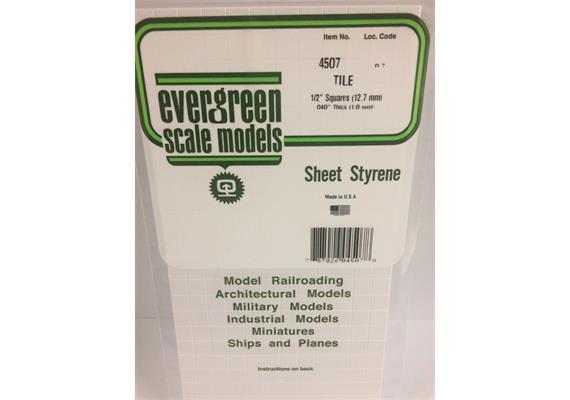 Item No. Loc. Code
4507
TILE
1/2" Squares (12.7 mm)
.040" Thick (1.0 mm)
evergreen
scale models
Sheet Styrene
Made in U S A
Model Railroading
Architectural Models
Military Models
Industrial Models
Miniatures
Ships and Planes
Instructions on back